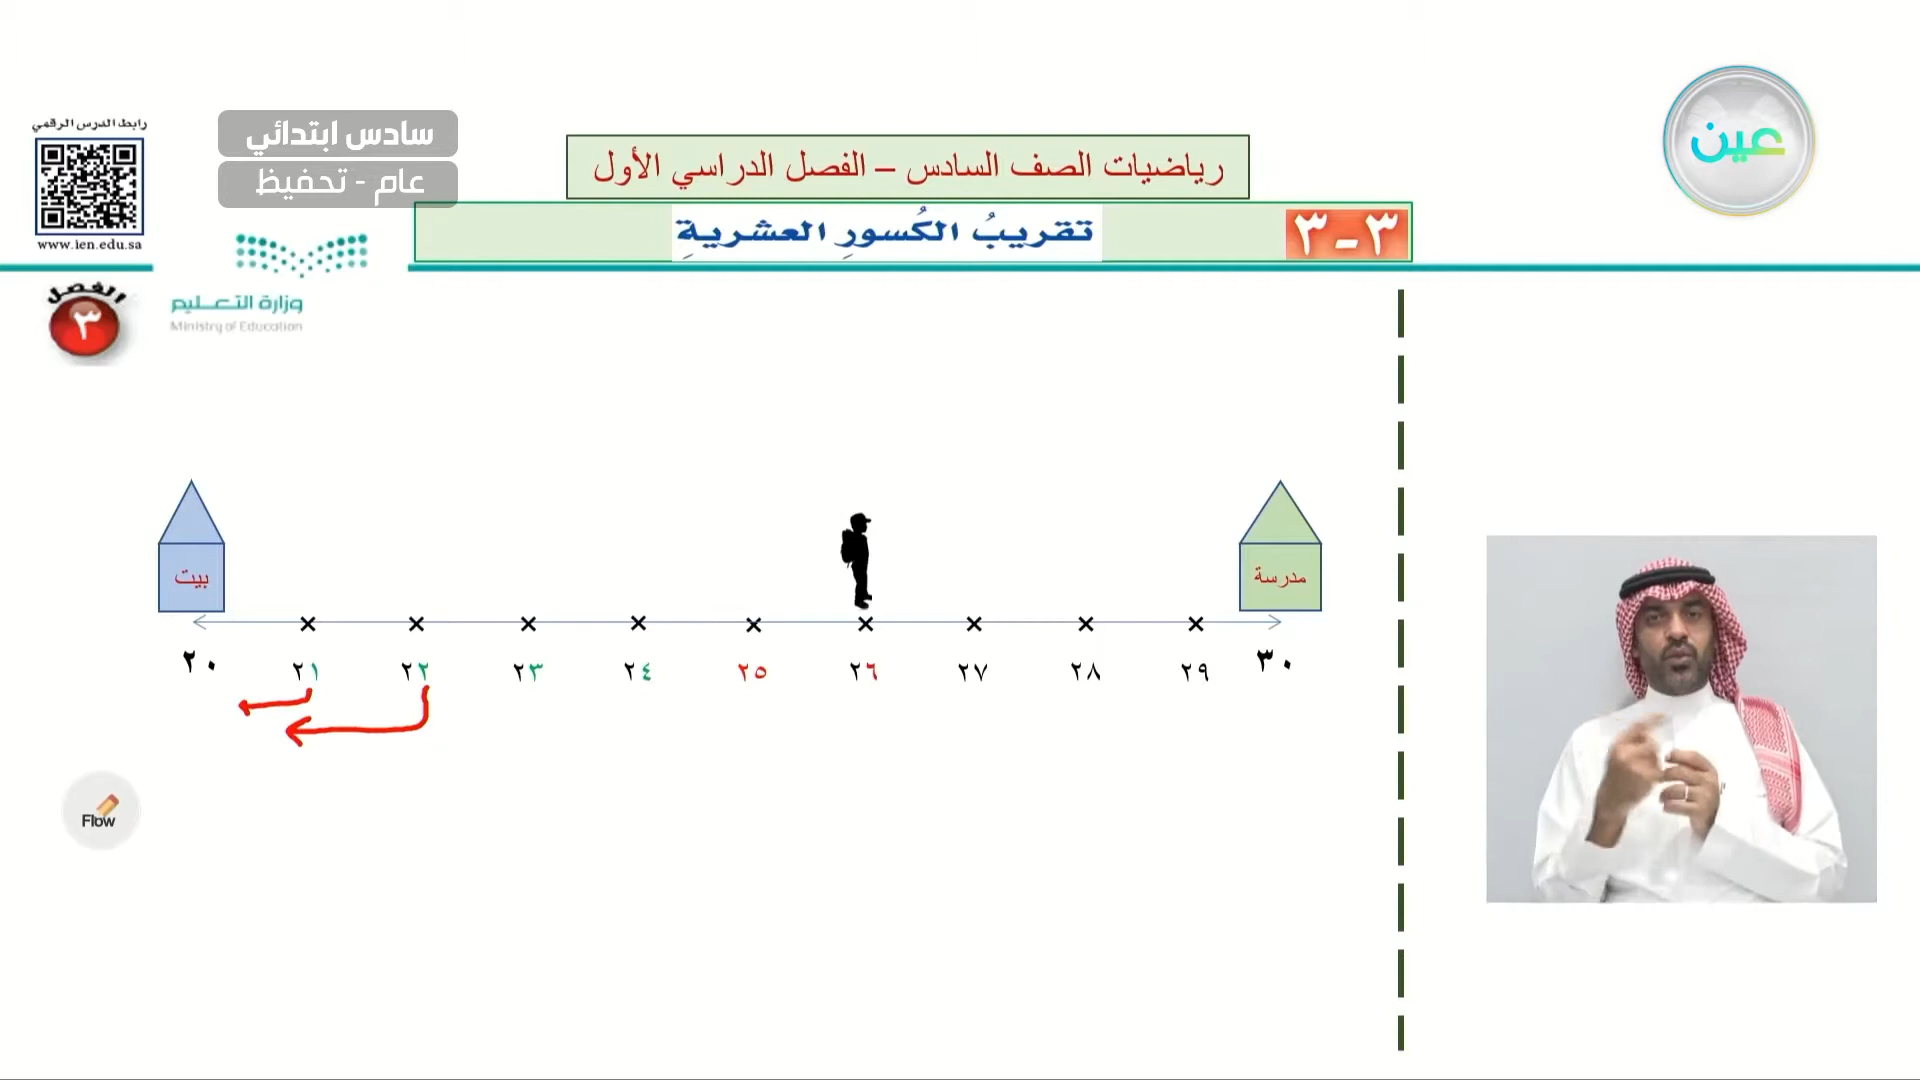 عين
رابط الدرس الرقمي
www.ien.edu.sa
سادس ابتدائي
عام - تحفيظ
رياضيات الصف السادس – الفصل الدراسي الأول
٣ - ٣
تقريبُ الكُسورِ العشريةِ
الفصل
٣
وزارة التعليم
Ministry of Education
بيت
مدرسة
٢٠ ٢١ ٢٢ ٢٣ ٢٤ ٢٥ ٢٦ ٢٧ ٢٨ ٢٩ ٣٠
Flow